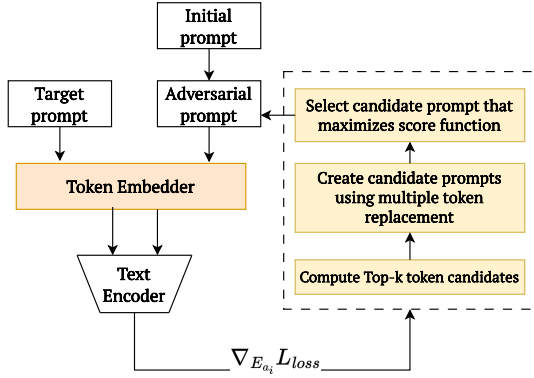 Initial
prompt
Target
prompt
Adversarial
prompt
Select candidate prompt that
maximizes score function
Token Embedder
Create candidate prompts
using multiple token
replacement
Text
Encoder
Compute Top-k token candidates
∇_{E_{a_i}} L_{loss}